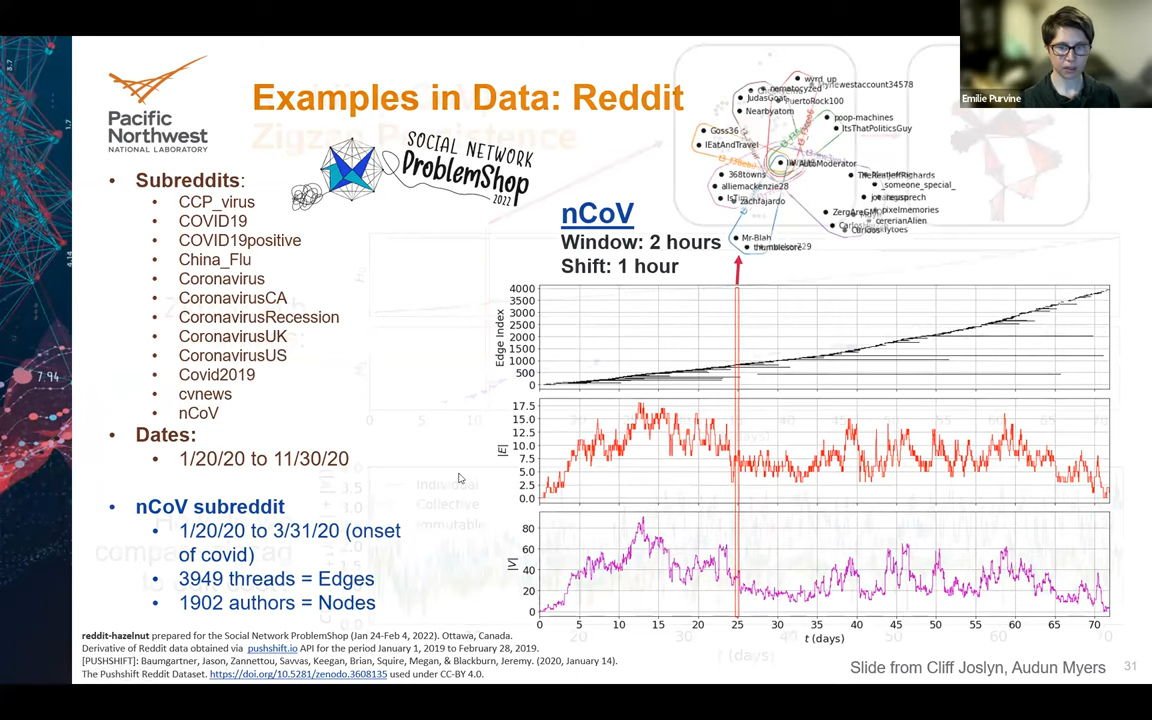 Emilie Purvine
Pacific
Northwest
NATIONAL LABORATORY
Examples in Data: Reddit
Zigzag Persistence
SOCIAL NETWORK
ProblemShop
2022
Subreddits:
CCP_virus
COVID19
COVID19positive
China_Flu
Coronavirus
CoronavirusCA
CoronavirusRecession
CoronavirusUK
CoronavirusUS
Covid2019
cvnews
nCoV
Dates:
1/20/20 to 11/30/20
nCoV subreddit
1/20/20 to 3/31/20 (onset
of covid)
3949 threads = Edges
1902 authors = Nodes
nCoV
Window: 2 hours
Shift: 1 hour
wyrd_up
nematocyzed
JudasGoat
PuertoRock100
Nearbyatom
poop-machines
ItsThatPoliticsGuy
Goss36
IEatAndTravel
AutoModerator
368towns
alliemackenzie28
zachfajardo
_someone_special_
pixelmemories
cererianAlien
Mr-Blah
Edge Index
4000
3500
3000
2500
2000
1500
1000
500
0
|E|
17.5
15.0
12.5
10.0
7.5
5.0
2.5
0.0
|V|
80
60
40
20
0
0 5 10 15 20 25 30 35 40 45 50 55 60 65 70
t (days)
Individual
Collective
Immutable
reddit-hazelnut prepared for the Social Network ProblemShop (Jan 24-Feb 4, 2022). Ottawa, Canada.
Derivative of Reddit data obtained via pushshift.io API for the period January 1, 2019 to February 28, 2019.
[PUSHSHIFT]: Baumgartner, Jason, Zannettou, Savvas, Keegan, Brian, Squire, Megan, & Blackburn, Jeremy. (2020, January 14).
The Pushshift Reddit Dataset. https://doi.org/10.5281/zenodo.3608135 used under CC-BY 4.0.
Slide from Cliff Joslyn, Audun Myers
31